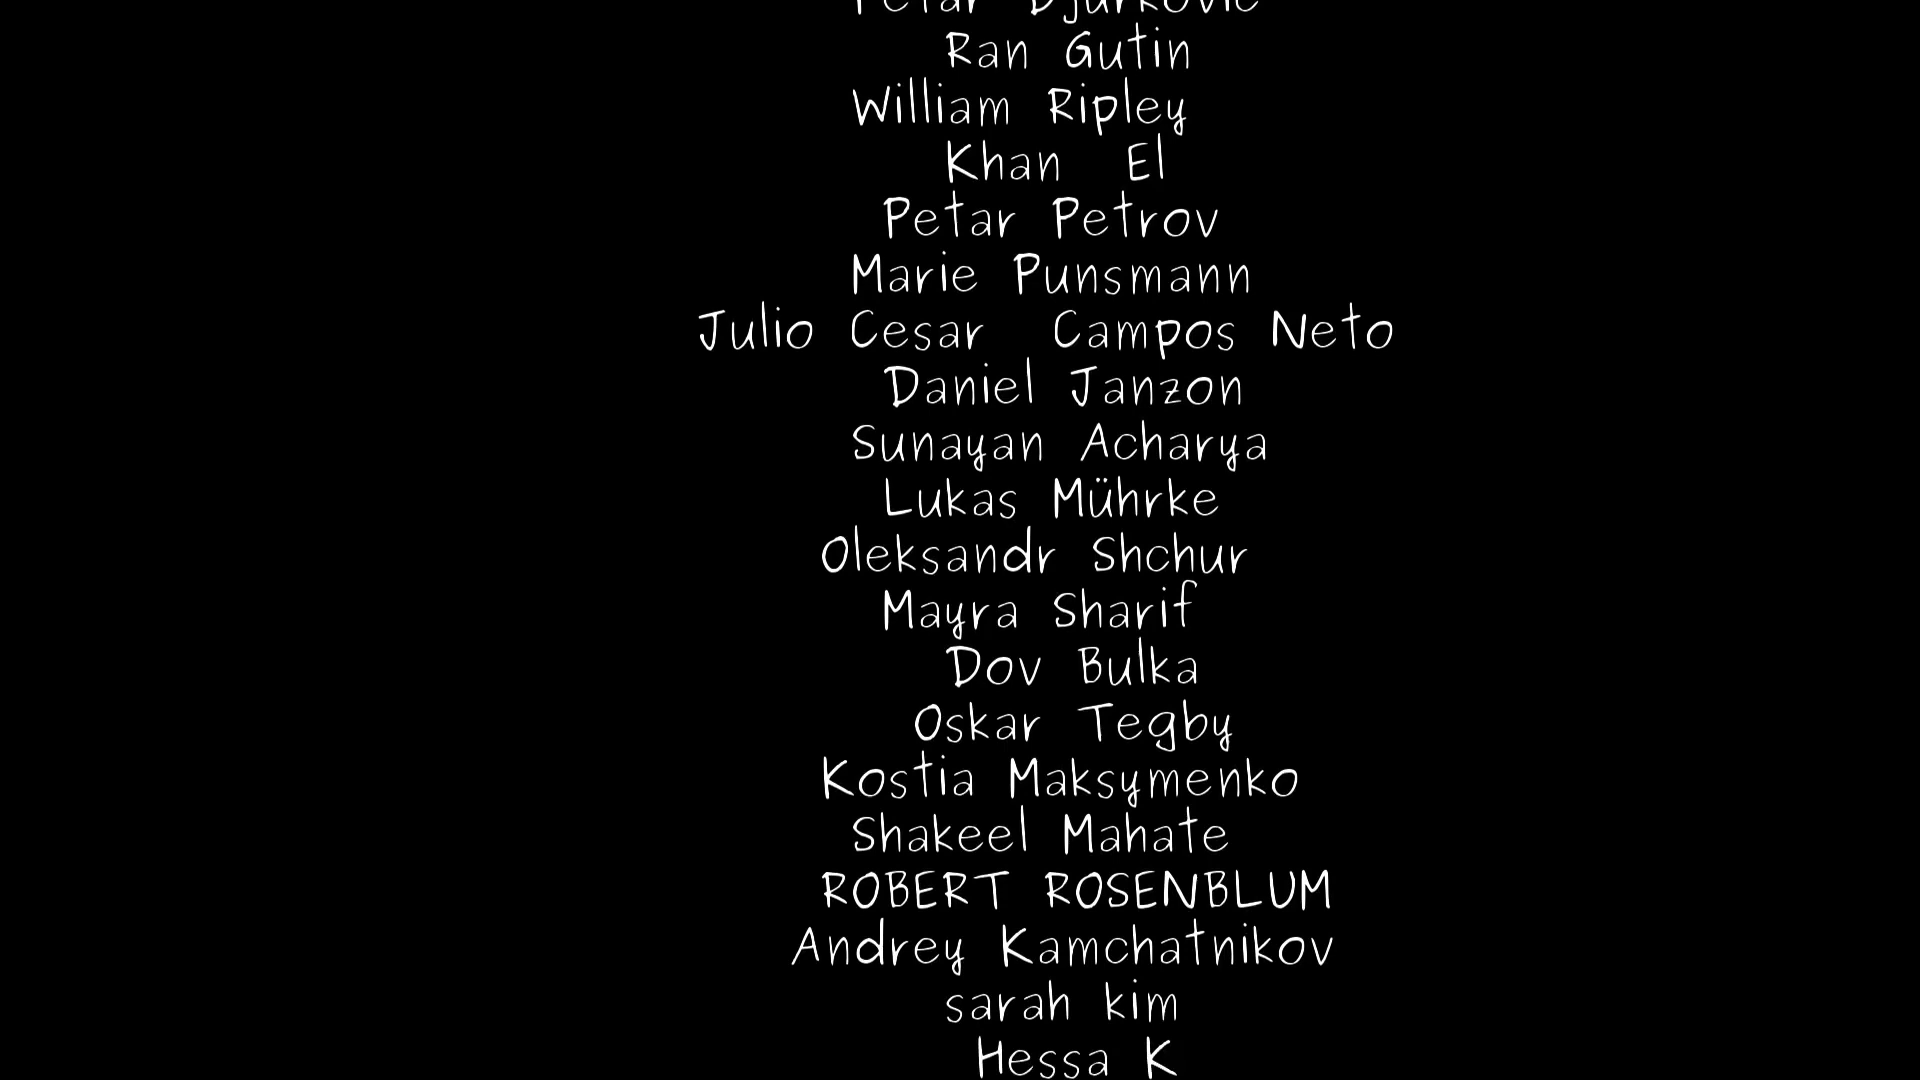 Petar Djurkovic
Ran Gutin
William Ripley
Khan  El
Petar Petrov
Marie Punsmann
Julio Cesar  Campos Neto
Daniel Janzon
Sunayan Acharya
Lukas Mührke
Oleksandr Shchur
Mayra Sharif
Dov Bulka
Oskar Tegby
Kostia Maksymenko
Shakeel Mahate
ROBERT ROSENBLUM
Andrey Kamchatnikov
sarah kim
Hessa K